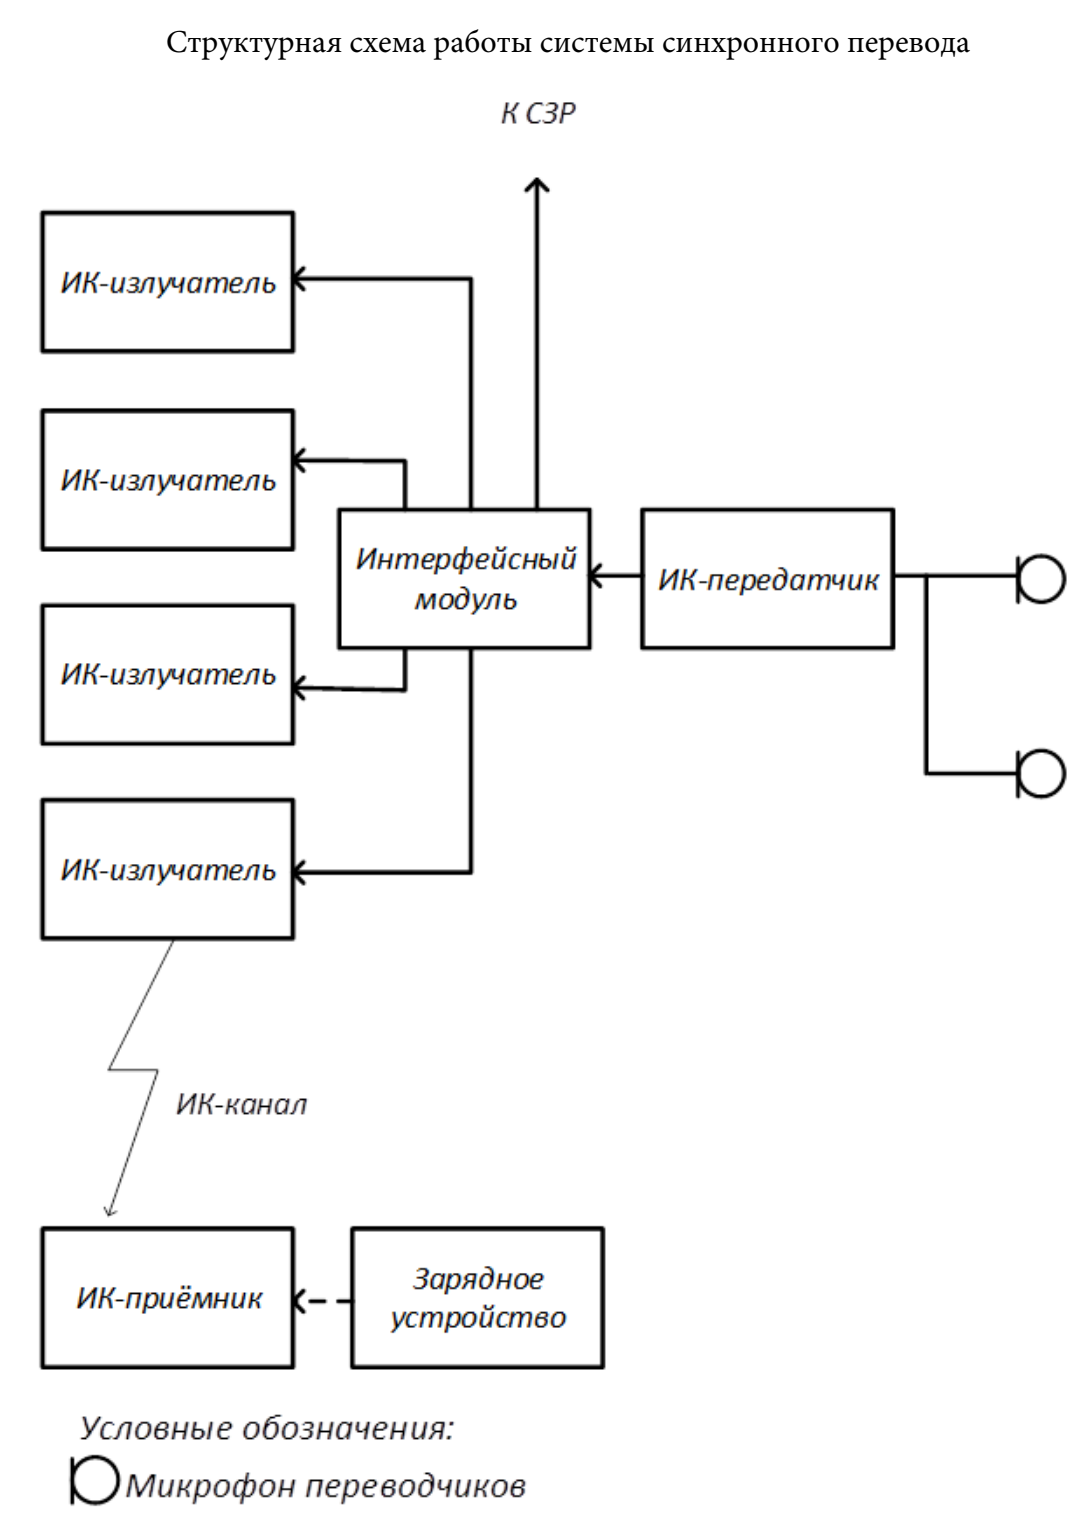 Структурная схема работы системы синхронного перевода
К СЗР
ИК-излучатель
ИК-излучатель
Интерфейсный
модуль
ИК-передатчик
ИК-излучатель
ИК-излучатель
ИК-канал
ИК-приёмник
Зарядное
устройство
Условные обозначения:
Микрофон переводчиков